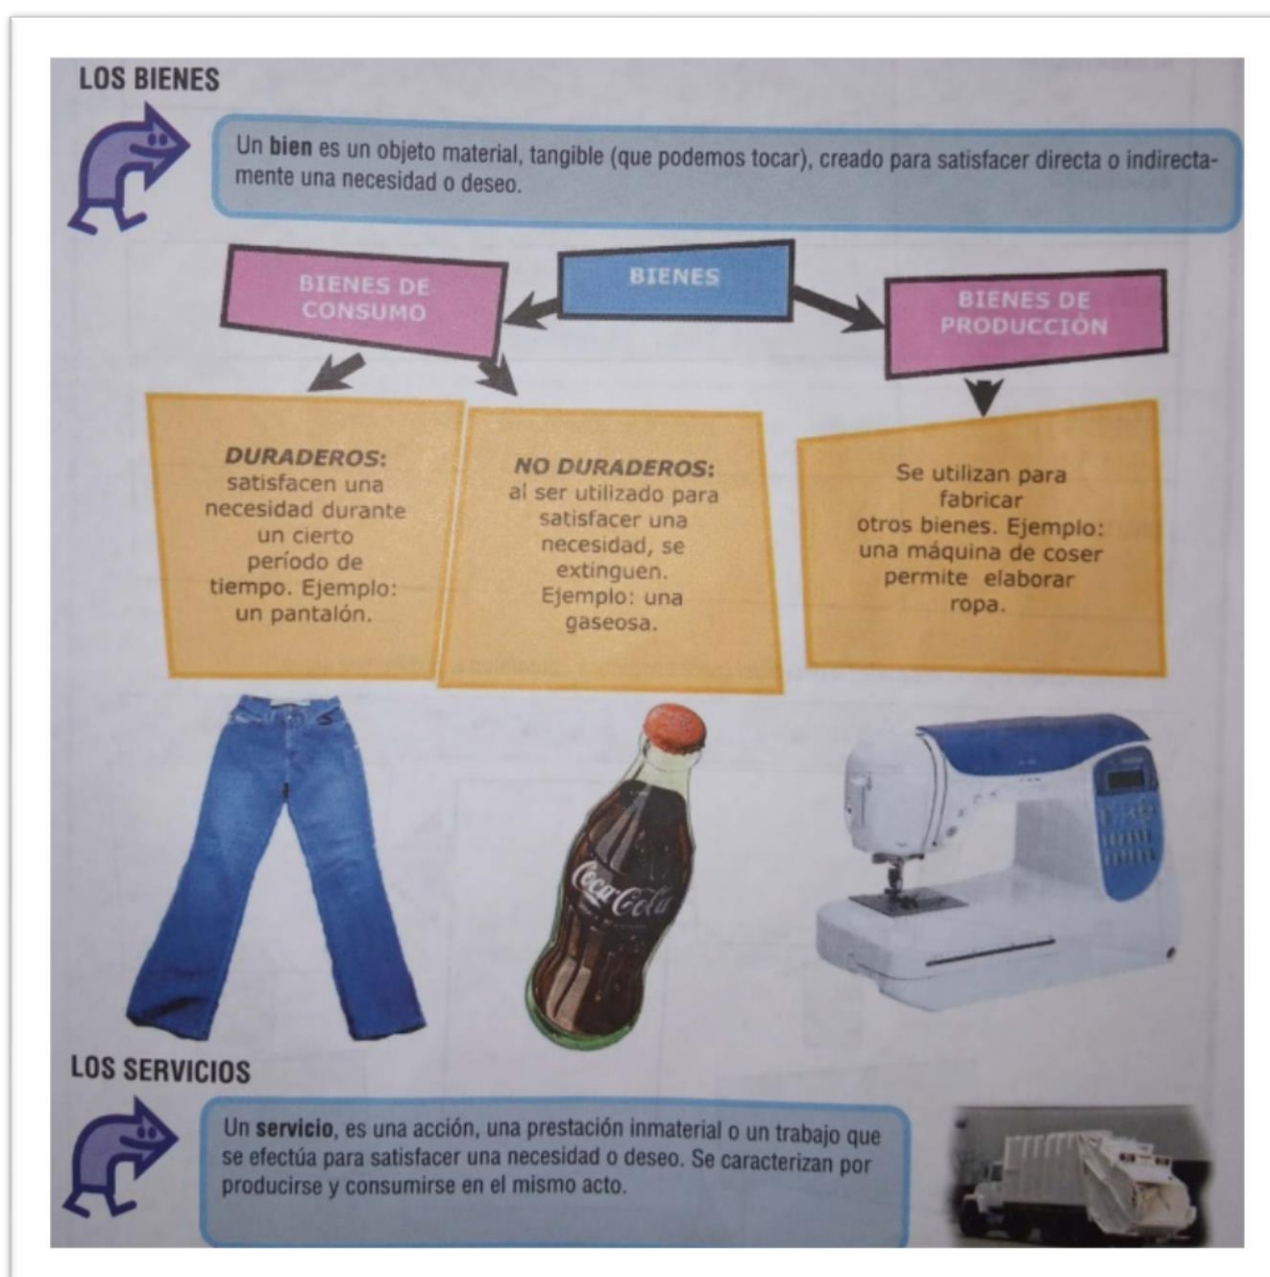 LOS BIENES
Un bien es un objeto material, tangible (que podemos tocar), creado para satisfacer directa o indirecta-
mente una necesidad o deseo.
BIENES
BIENES DE
CONSUMO
BIENES DE
PRODUCCIÓN
DURADEROS:
satisfacen una
necesidad durante
un cierto
período de
tiempo. Ejemplo:
un pantalón.
NO DURADEROS:
al ser utilizado para
satisfacer una
necesidad, se
extinguen.
Ejemplo: una
gaseosa.
Se utilizan para
fabricar
otros bienes. Ejemplo:
una máquina de coser
permite elaborar
ropa.
Coca-Cola
LOS SERVICIOS
Un servicio, es una acción, una prestación inmaterial o un trabajo que
se efectúa para satisfacer una necesidad o deseo. Se caracterizan por
producirse y consumirse en el mismo acto.